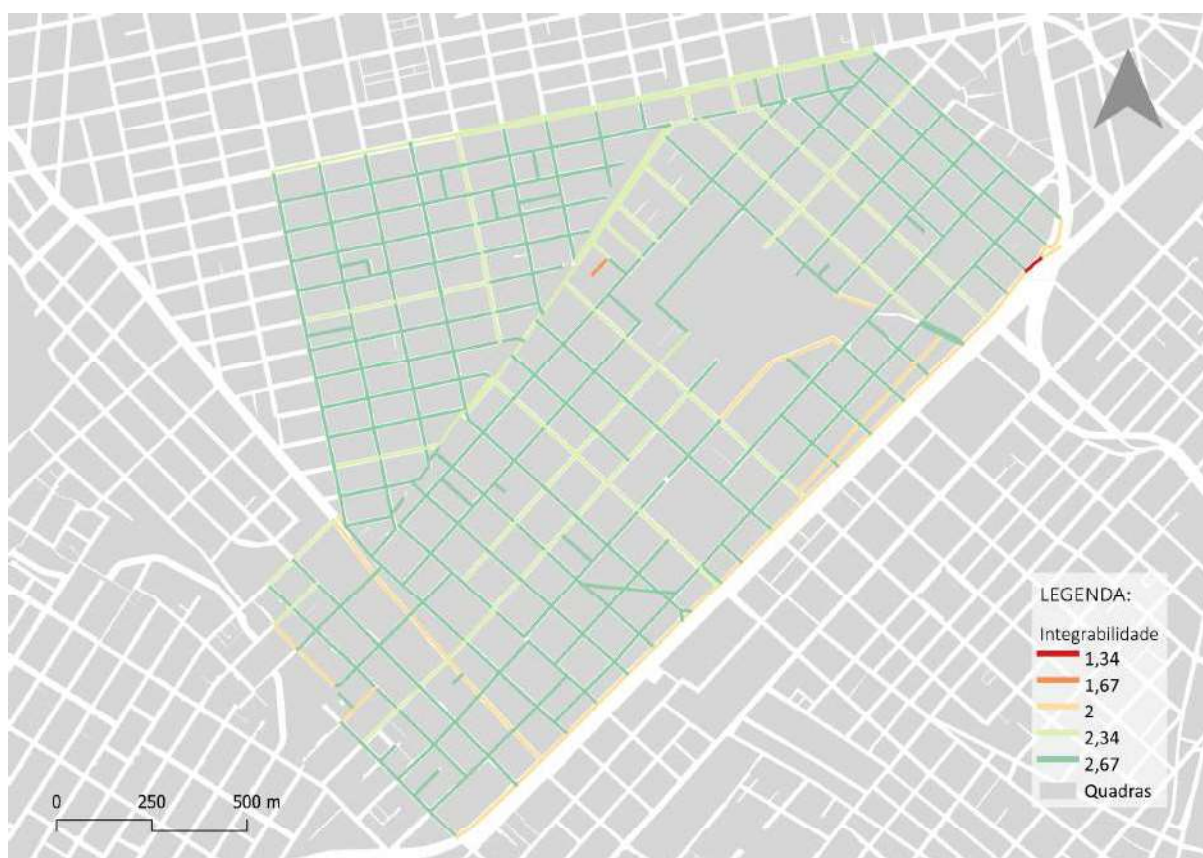 LEGENDA:
Integrabilidade
1,34
1,67
2
2,34
2,67
Quadras
0 250 500 m